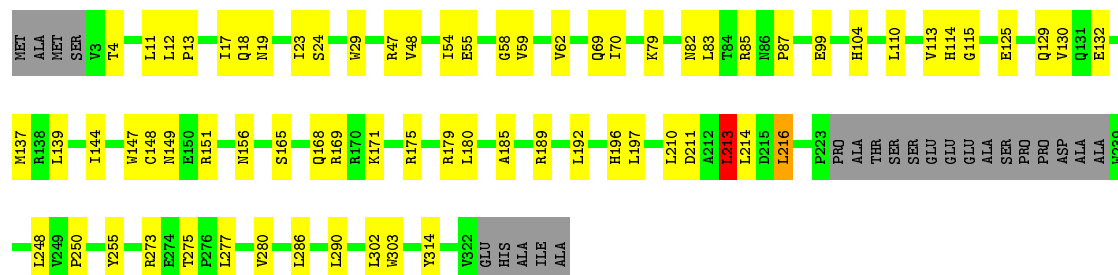 MET ALA MET SER V3 T4 L11 L12 P13 I17 Q18 N19 I23 S24 W29 R47 V48 I54 E55 G58 V59 V62 Q69 I70 K79 N82 L83 T84 R85 N86 P87 E99 H104 L110 V113 H114 G115 E125 Q129 V130 Q131 E132
M137 R138 L139 I144 W147 C148 N149 E150 R151 N156 S165 Q168 R169 R170 K171 R175 R179 L180 A185 R189 L192 H196 L197 L210 D211 A212 L213 L214 D215 L216 P223 PRO ALA THR SER SER GLU GLU GLU ALA SER PRO PRO ASP ALA ALA
L248 V249 P250 Y255 R273 E274 T275 P276 L277 V280 L286 L290 L302 W303 Y314 V322 GLU HIS ALA ILE ALA